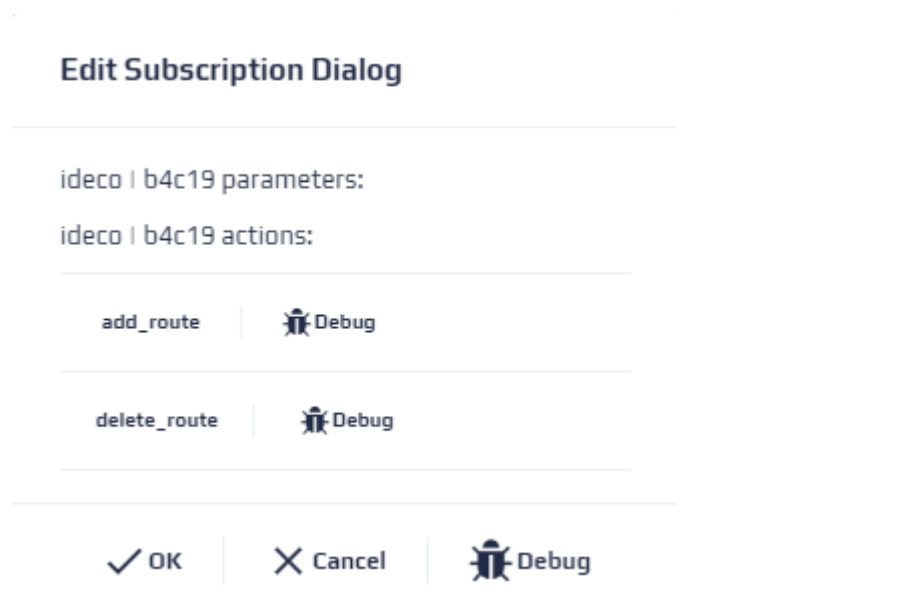 Edit Subscription Dialog
ideco | b4c19 parameters:
ideco | b4c19 actions:
add_route Debug
delete_route Debug
OK Cancel Debug